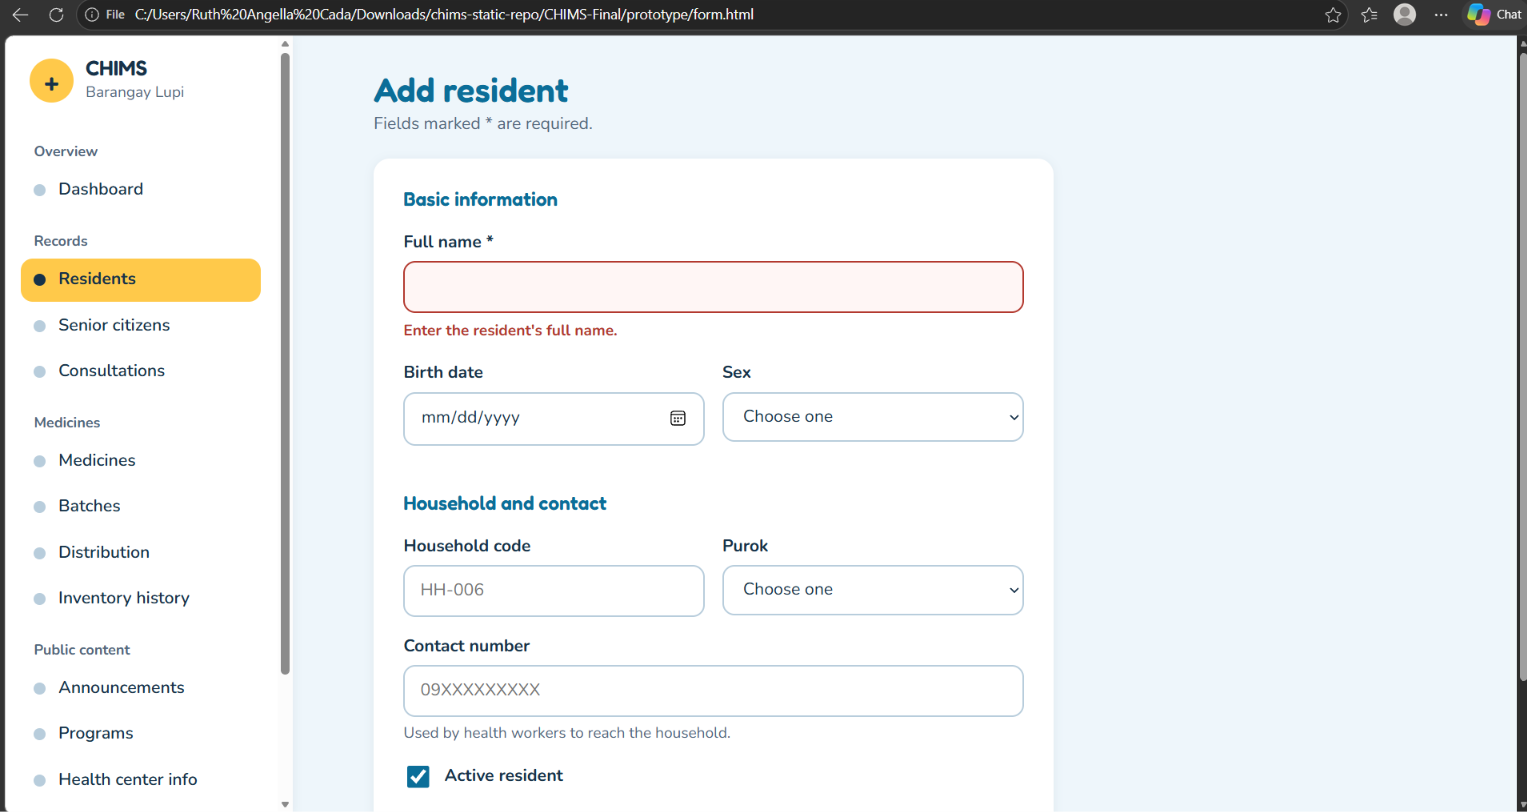 File C:/Users/Ruth%20Angella%20Cada/Downloads/chims-static-repo/CHIMS-Final/prototype/form.html
Chat
CHIMS
Barangay Lupi
Overview
Dashboard
Records
Residents
Senior citizens
Consultations
Medicines
Medicines
Batches
Distribution
Inventory history
Public content
Announcements
Programs
Health center info
Add resident
Fields marked * are required.
Basic information
Full name *
Enter the resident's full name.
Birth date Sex
mm/dd/yyyy Choose one
Household and contact
Household code Purok
HH-006 Choose one
Contact number
09XXXXXXXXX
Used by health workers to reach the household.
Active resident